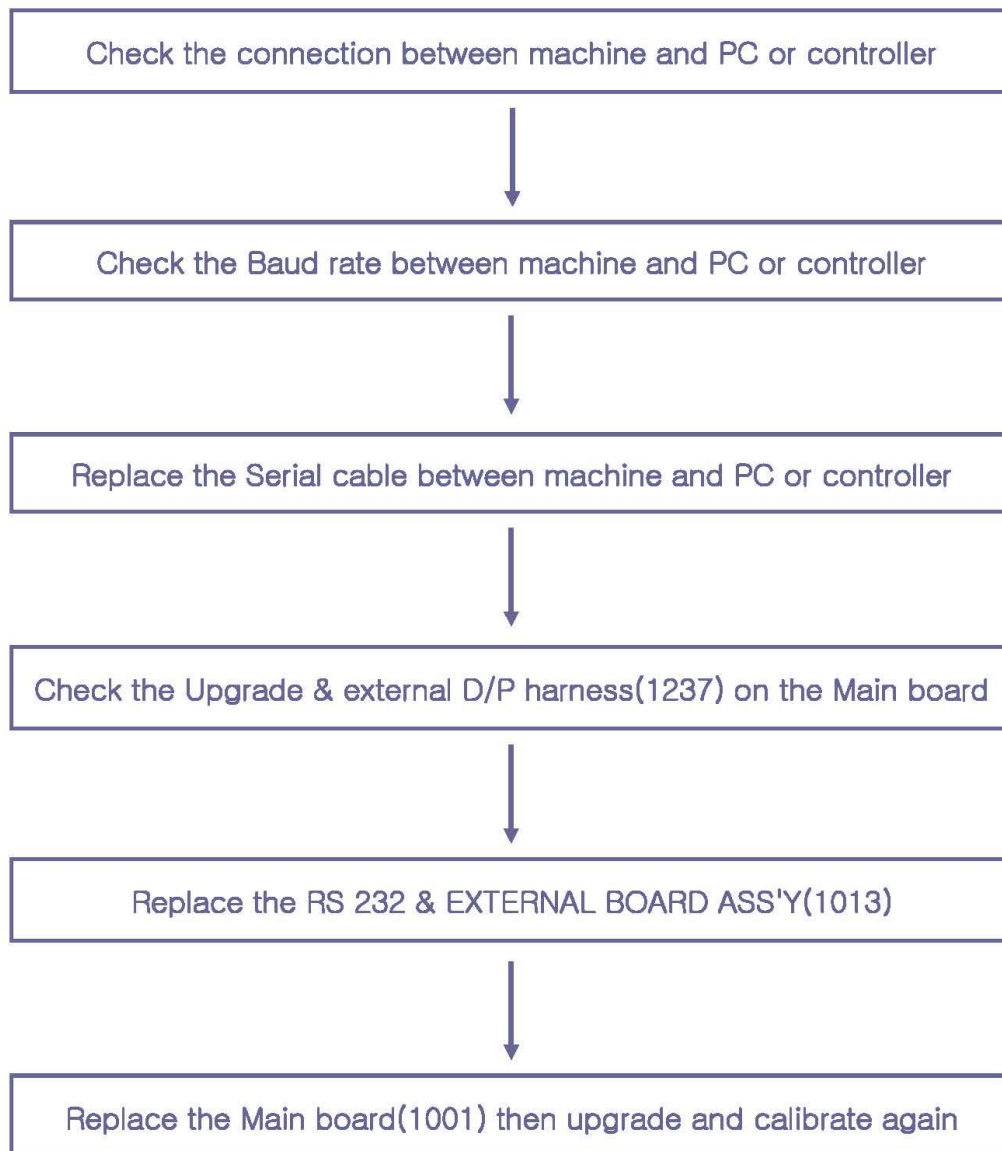 Check the connection between machine and PC or controller
Check the Baud rate between machine and PC or controller
Replace the Serial cable between machine and PC or controller
Check the Upgrade & external D/P harness(1237) on the Main board
Replace the RS 232 & EXTERNAL BOARD ASS'Y(1013)
Replace the Main board(1001) then upgrade and calibrate again